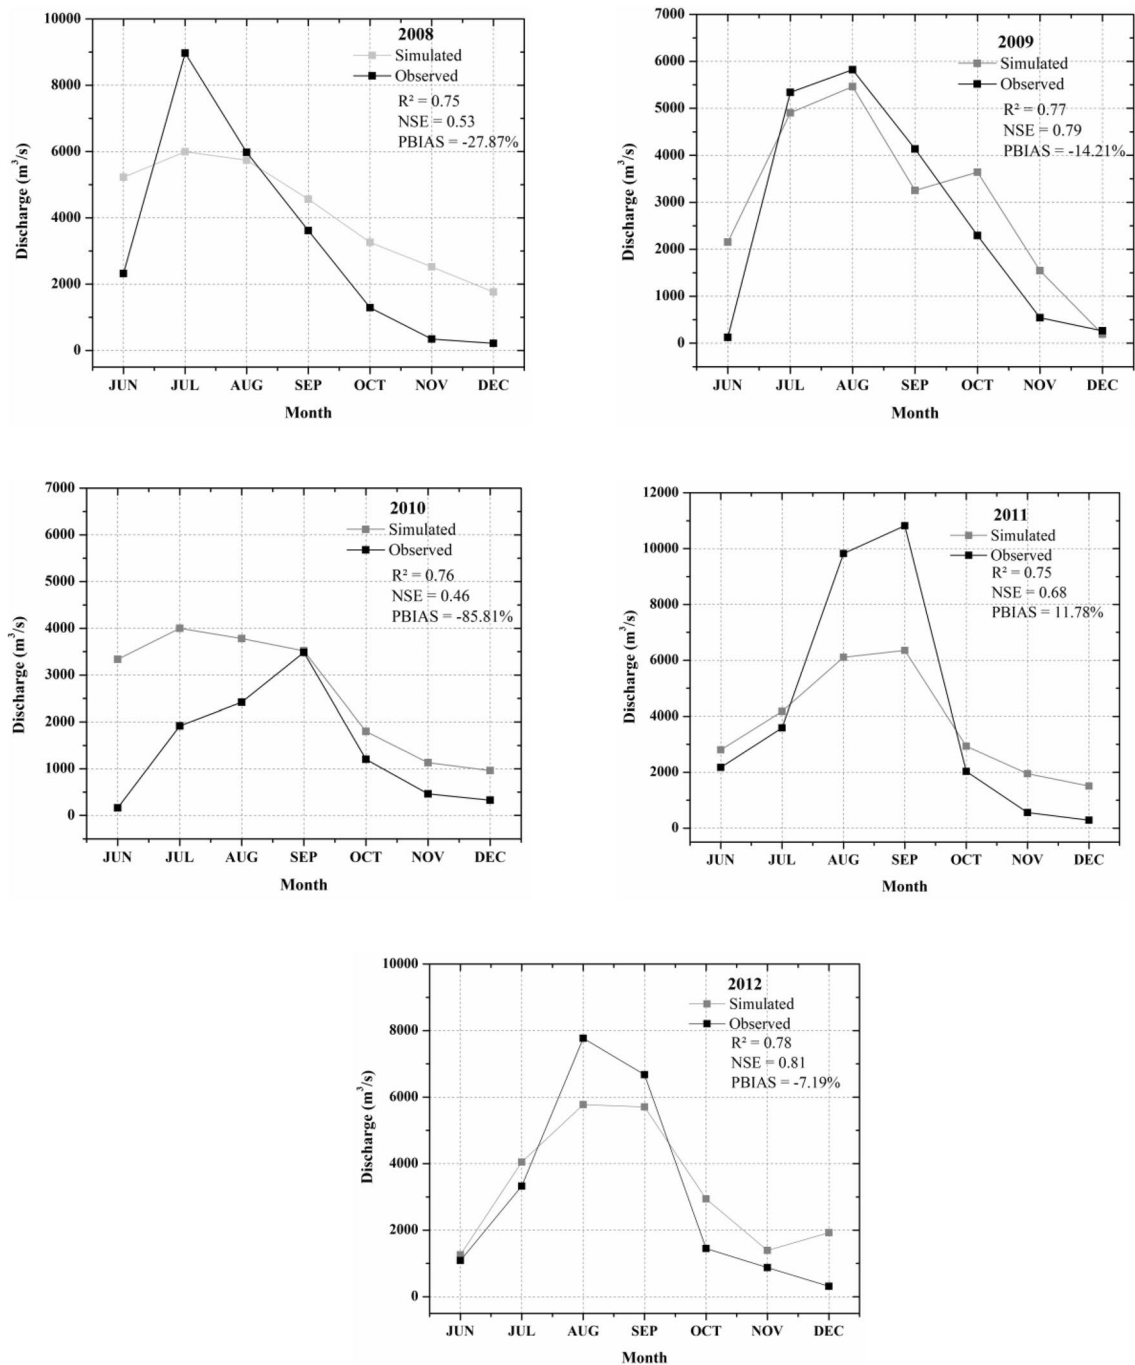 10000
8000
6000
4000
2000
0
Discharge (m³/s)
2008
Simulated
Observed
R² = 0.75
NSE = 0.53
PBIAS = -27.87%
JUN JUL AUG SEP OCT NOV DEC
Month
7000
6000
5000
4000
3000
2000
1000
0
Discharge (m³/s)
2009
Simulated
Observed
R² = 0.77
NSE = 0.79
PBIAS = -14.21%
JUN JUL AUG SEP OCT NOV DEC
Month
7000
6000
5000
4000
3000
2000
1000
0
Discharge (m³/s)
2010
Simulated
Observed
R² = 0.76
NSE = 0.46
PBIAS = -85.81%
JUN JUL AUG SEP OCT NOV DEC
Month
12000
10000
8000
6000
4000
2000
0
Discharge (m³/s)
2011
Simulated
Observed
R² = 0.75
NSE = 0.68
PBIAS = 11.78%
JUN JUL AUG SEP OCT NOV DEC
Month
10000
8000
6000
4000
2000
0
Discharge (m³/s)
2012
Simulated
Observed
R² = 0.78
NSE = 0.81
PBIAS = -7.19%
JUN JUL AUG SEP OCT NOV DEC
Month